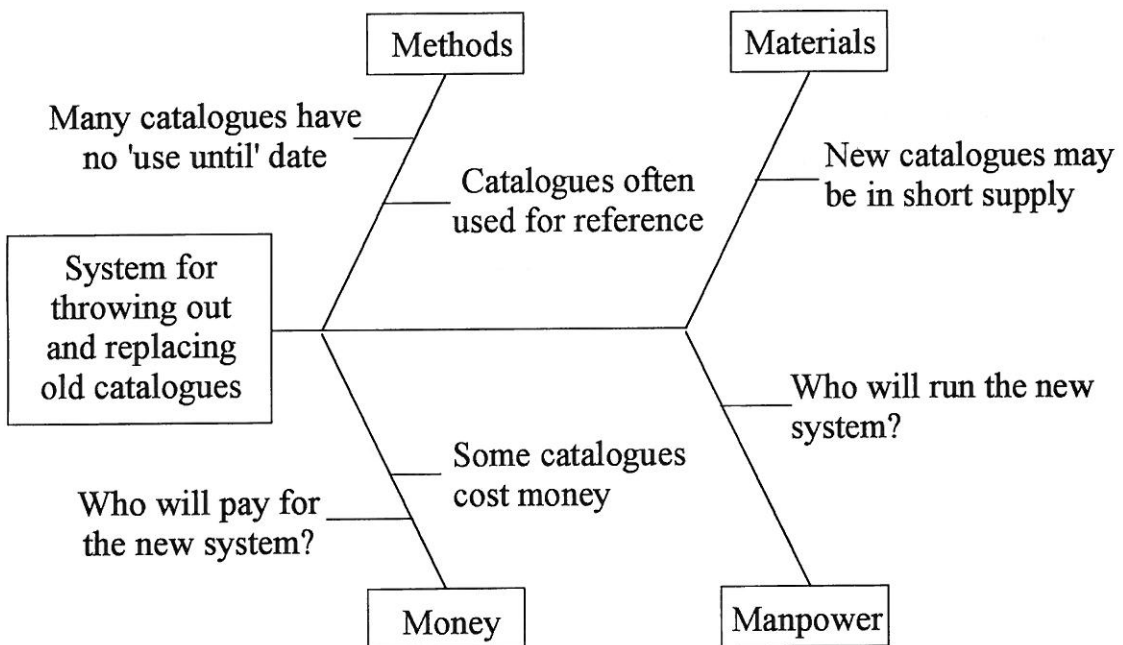 Methods
Materials
Many catalogues have
no 'use until' date
Catalogues often
used for reference
New catalogues may
be in short supply
System for
throwing out
and replacing
old catalogues
Who will run the new
system?
Some catalogues
cost money
Who will pay for
the new system?
Money
Manpower